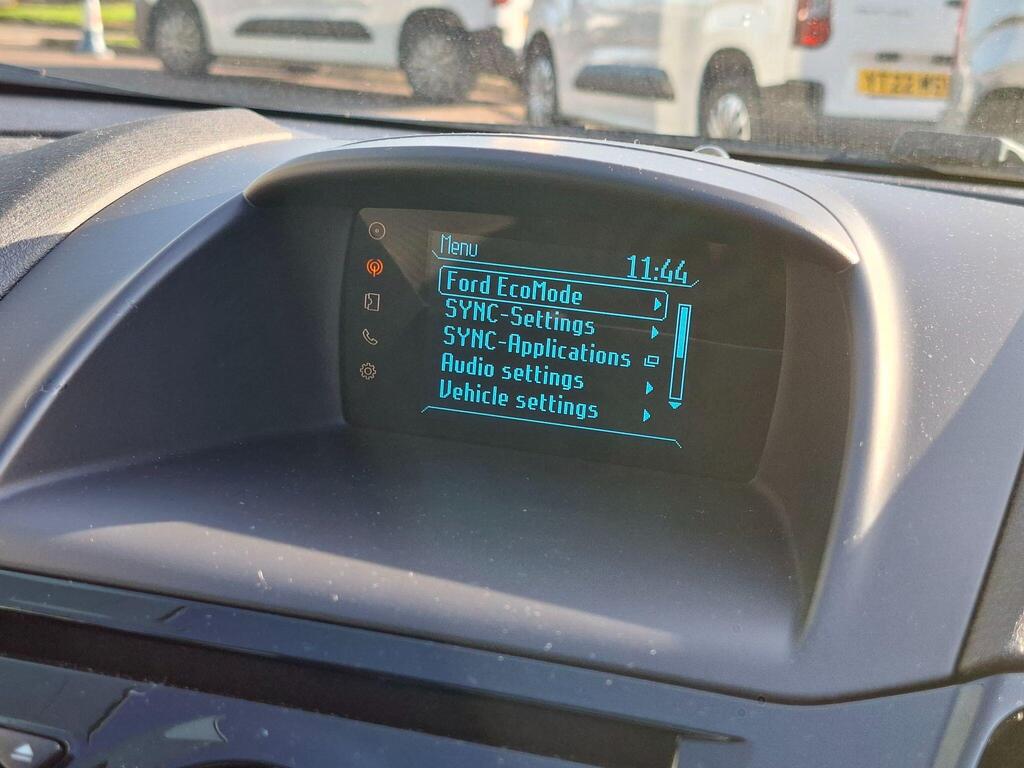 Menu
11:44
Ford EcoMode
SYNC-Settings
SYNC-Applications
Audio settings
Vehicle settings